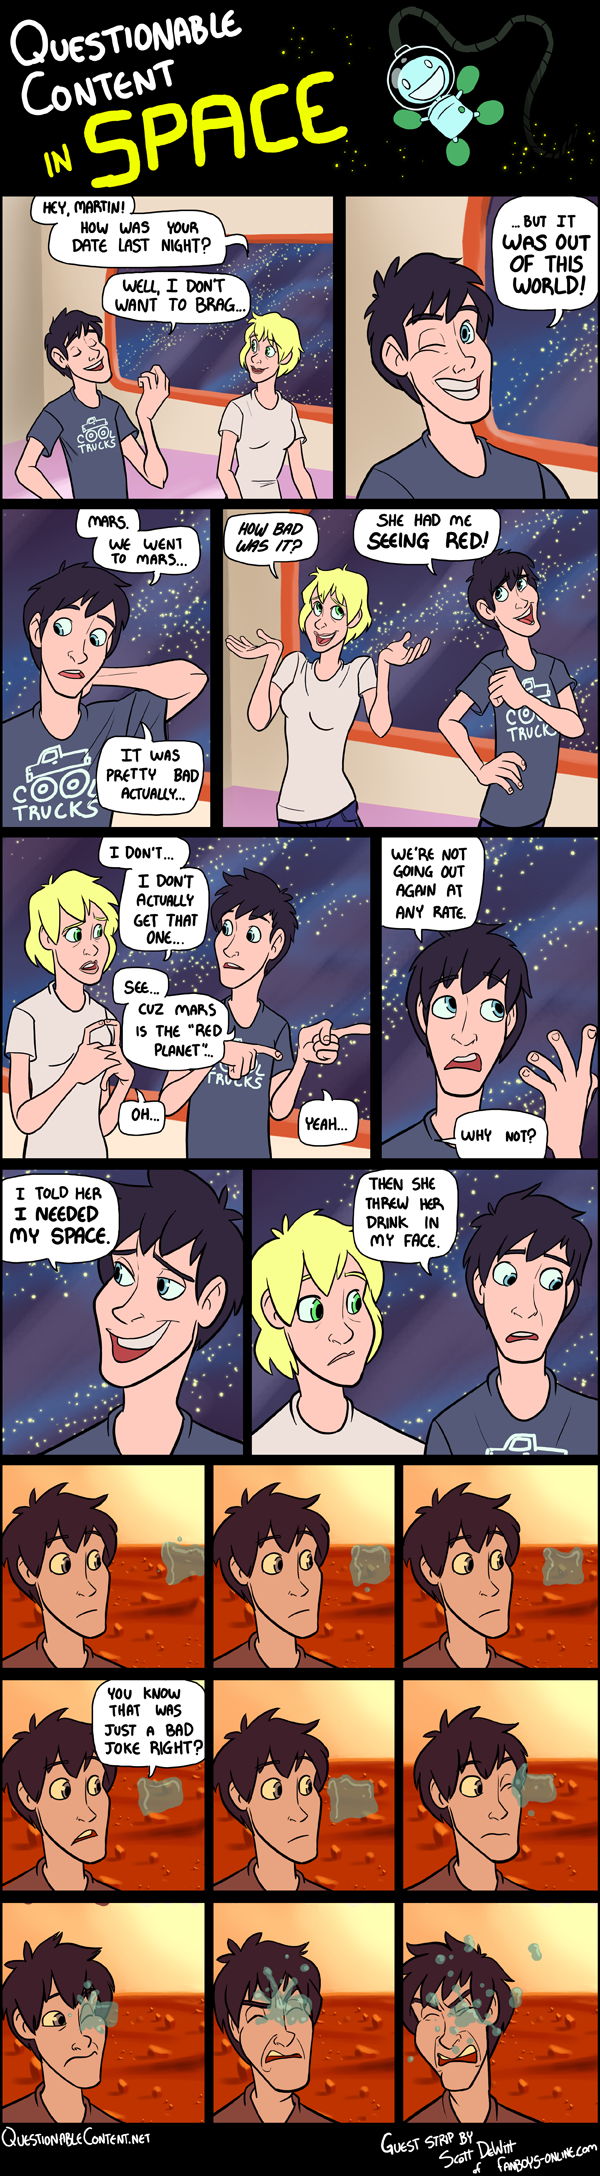 QUESTIONABLE
CONTENT
IN SPACE
HEY, MARTIN!
HOW WAS YOUR
DATE LAST NIGHT?
WELL, I DON'T
WANT TO BRAG...
COOL
TRUCKS
...BUT IT
WAS OUT
OF THIS
WORLD!
MARS.
WE WENT
TO MARS...
IT WAS
PRETTY BAD
ACTUALLY...
COOL
TRUCKS
HOW BAD
WAS IT?
SHE HAD ME
SEEING RED!
COO
TRUCK
I DON'T...
I DON'T
ACTUALLY
GET THAT
ONE...
SEE...
CUZ MARS
IS THE "RED
PLANET"...
OH...
YEAH...
OL
TRUCKS
WE'RE NOT
GOING OUT
AGAIN AT
ANY RATE.
WHY NOT?
I TOLD HER
I NEEDED
MY SPACE.
THEN SHE
THREW HER
DRINK IN
MY FACE.
YOU KNOW
THAT WAS
JUST A BAD
JOKE RIGHT?
QUESTIONABLECONTENT.NET
GUEST STRIP BY
SCOTT DEWITT
OF FANBOYS-ONLINE.COM